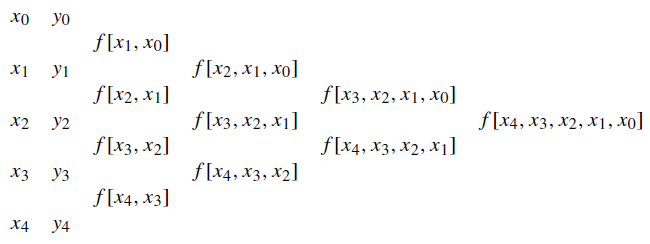 x0 y0
f[x1, x0]
x1 y1 f[x2, x1, x0]
f[x2, x1] f[x3, x2, x1, x0]
x2 y2 f[x3, x2, x1] f[x4, x3, x2, x1, x0]
f[x3, x2] f[x4, x3, x2, x1]
x3 y3 f[x4, x3, x2]
f[x4, x3]
x4 y4